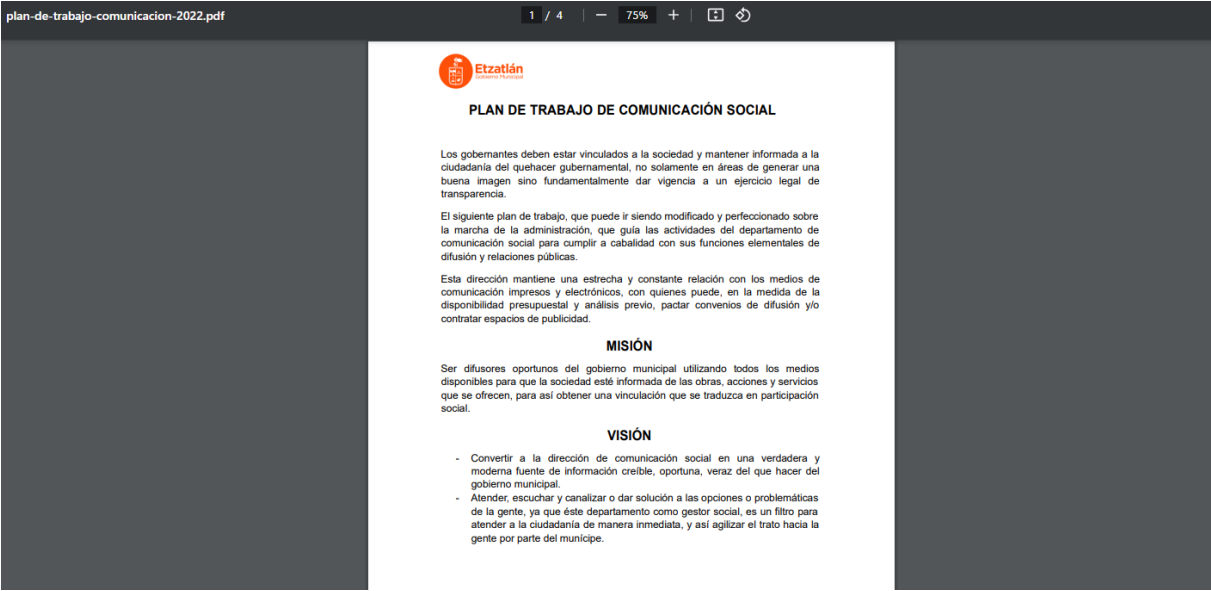 plan-de-trabajo-comunicacion-2022.pdf
1 / 4
75%
Etzatlán
Gobierno Municipal
PLAN DE TRABAJO DE COMUNICACIÓN SOCIAL
Los gobernantes deben estar vinculados a la sociedad y mantener informada a la
ciudadanía del quehacer gubernamental, no solamente en áreas de generar una
buena imagen sino fundamentalmente dar vigencia a un ejercicio legal de
transparencia.
El siguiente plan de trabajo, que puede ir siendo modificado y perfeccionado sobre
la marcha de la administración, que guía las actividades del departamento de
comunicación social para cumplir a cabalidad con sus funciones elementales de
difusión y relaciones públicas.
Esta dirección mantiene una estrecha y constante relación con los medios de
comunicación impresos y electrónicos, con quienes puede, en la medida de la
disponibilidad presupuestal y análisis previo, pactar convenios de difusión y/o
contratar espacios de publicidad.
MISIÓN
Ser difusores oportunos del gobierno municipal utilizando todos los medios
disponibles para que la sociedad esté informada de las obras, acciones y servicios
que se ofrecen, para así obtener una vinculación que se traduzca en participación
social.
VISIÓN
- Convertir a la dirección de comunicación social en una verdadera y
moderna fuente de información creíble, oportuna, veraz del que hacer del
gobierno municipal.
- Atender, escuchar y canalizar o dar solución a las opciones o problemáticas
de la gente, ya que éste departamento como gestor social, es un filtro para
atender a la ciudadanía de manera inmediata, y así agilizar el trato hacia la
gente por parte del munícipe.